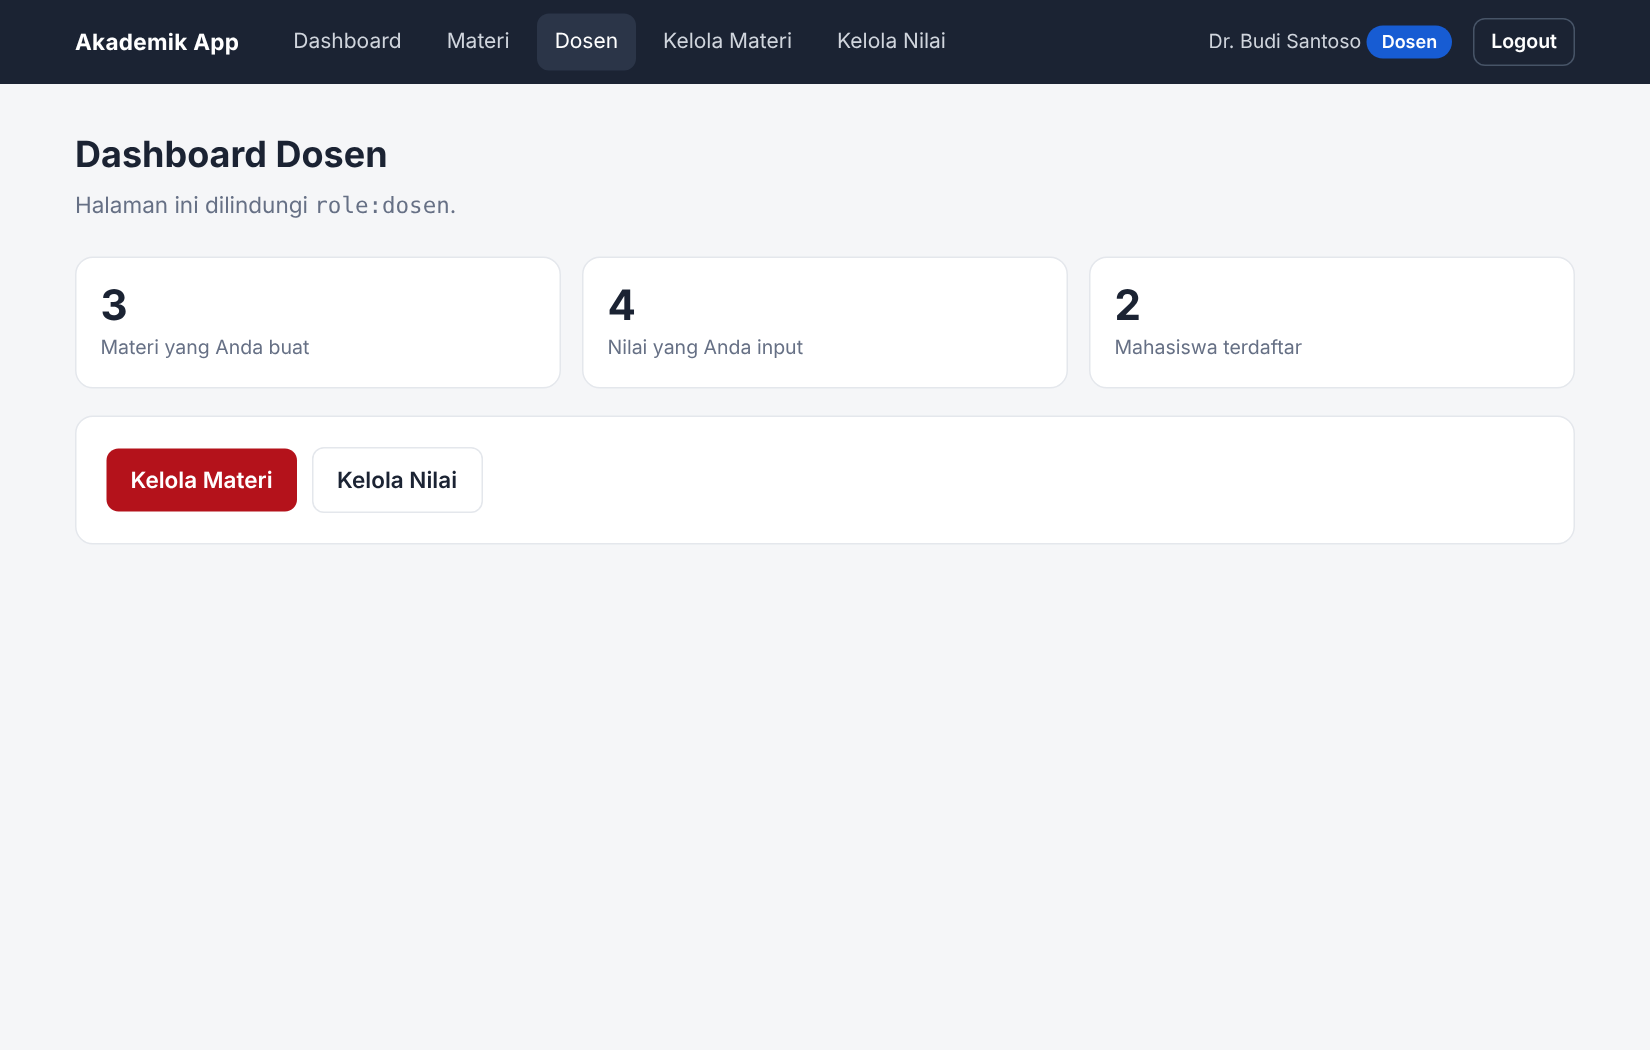 Akademik App Dashboard Materi Dosen Kelola Materi Kelola Nilai Dr. Budi Santoso Dosen Logout
Dashboard Dosen
Halaman ini dilindungi role:dosen.
3
Materi yang Anda buat
4
Nilai yang Anda input
2
Mahasiswa terdaftar
Kelola Materi Kelola Nilai